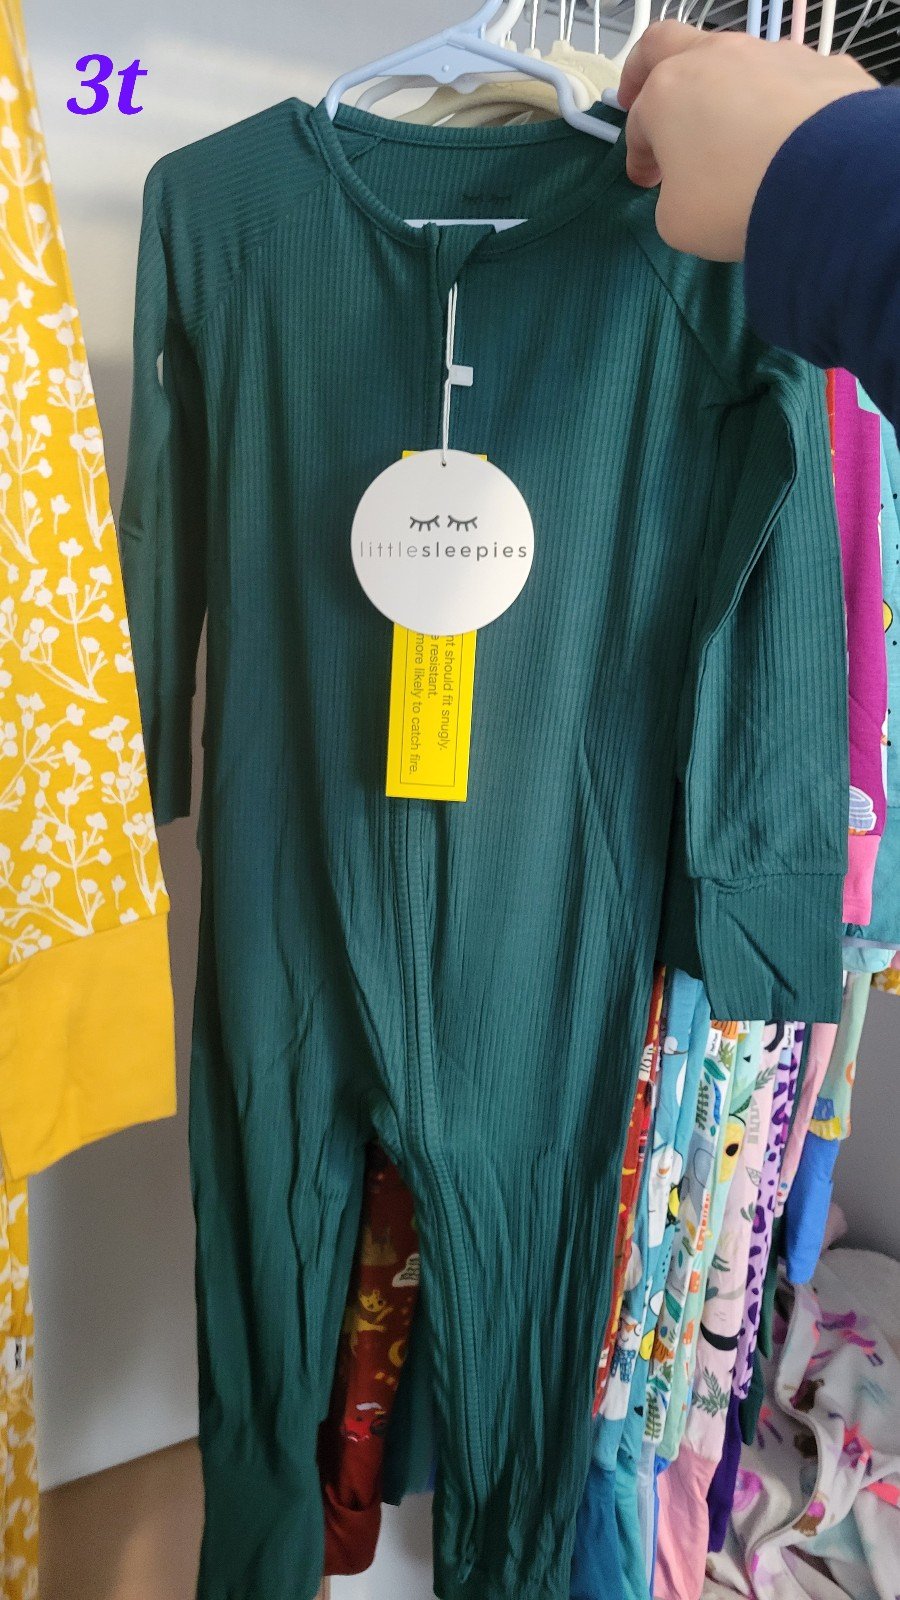 3t
littlesleepies
nt should fit snugly.
e resistant.
more likely to catch fire.